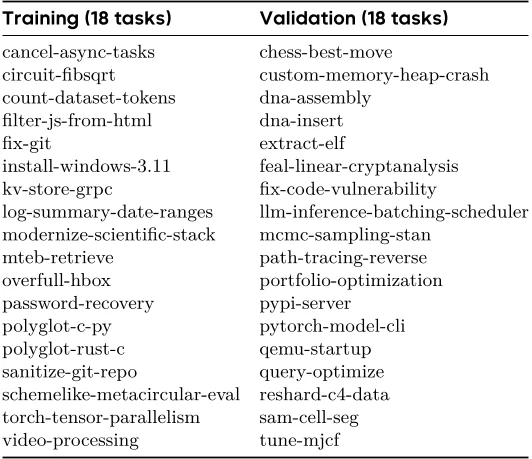 Training (18 tasks) Validation (18 tasks)
cancel-async-tasks chess-best-move
circuit-fibsqrt custom-memory-heap-crash
count-dataset-tokens dna-assembly
filter-js-from-html dna-insert
fix-git extract-elf
install-windows-3.11 feal-linear-cryptanalysis
kv-store-grpc fix-code-vulnerability
log-summary-date-ranges llm-inference-batching-scheduler
modernize-scientific-stack mcmc-sampling-stan
mteb-retrieve path-tracing-reverse
overfull-hbox portfolio-optimization
password-recovery pypi-server
polyglot-c-py pytorch-model-cli
polyglot-rust-c qemu-startup
sanitize-git-repo query-optimize
schemelike-metacircular-eval reshard-c4-data
torch-tensor-parallelism sam-cell-seg
video-processing tune-mjcf